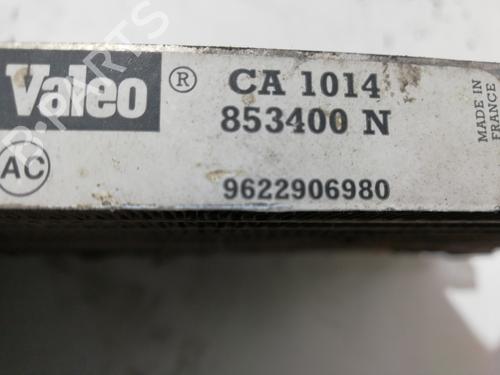 Valeo ® CA 1014
853400 N
AC
9622906980
MADE IN
FRANCE